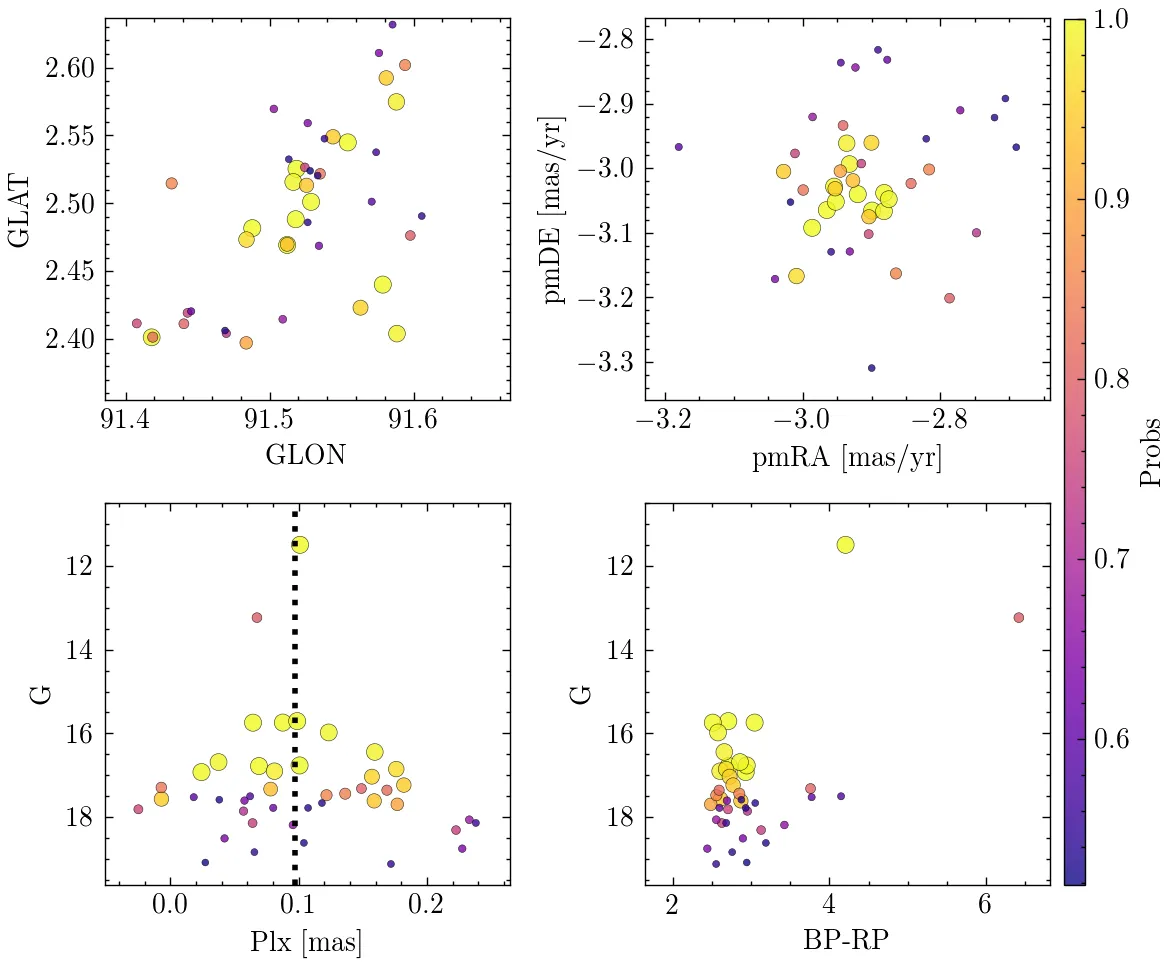 2.60
2.55
2.50
2.45
2.40
GLAT
91.4 91.5 91.6
GLON
−2.8
−2.9
−3.0
−3.1
−3.2
−3.3
pmDE [mas/yr]
−3.2 −3.0 −2.8
pmRA [mas/yr]
12
14
16
18
G
0.0 0.1 0.2
Plx [mas]
12
14
16
18
G
2 4 6
BP-RP
1.0
0.9
0.8
0.7
0.6
Probs